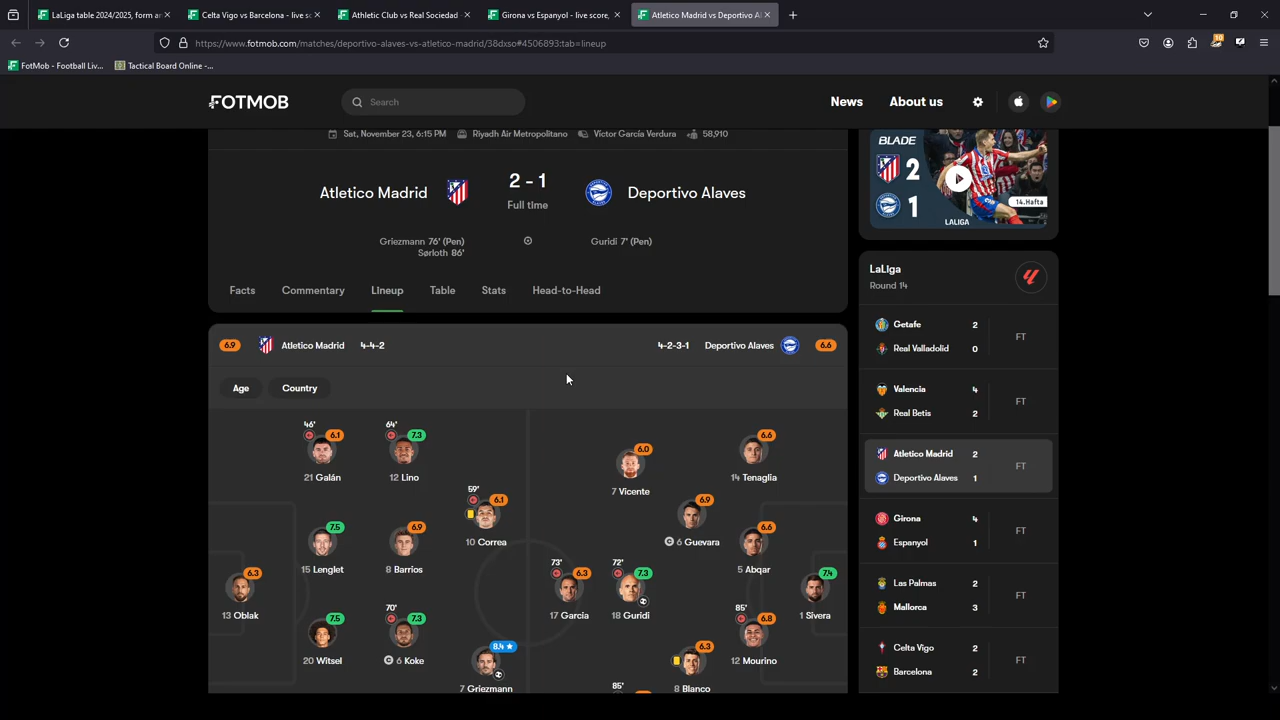 LaLiga table 2024/2025, form an
Celta Vigo vs Barcelona - live sc
Athletic Club vs Real Sociedad
Girona vs Espanyol - live score,
Atletico Madrid vs Deportivo Al
https://www.fotmob.com/matches/deportivo-alaves-vs-atletico-madrid/38dxso#4506893:tab=lineup
10
FotMob - Football Liv...
Tactical Board Online -...
FOTMOB
Search
News
About us
Sat, November 23, 6:15 PM
Riyadh Air Metropolitano
Víctor García Verdura
58,910
Atletico Madrid
2 - 1
Full time
Deportivo Alaves
Griezmann 76' (Pen)
Sørloth 86'
Guridi 7' (Pen)
Facts
Commentary
Lineup
Table
Stats
Head-to-Head
6.9
Atletico Madrid
4-4-2
4-2-3-1
Deportivo Alaves
6.6
Age
Country
46'
6.1
21 Galán
64'
7.3
12 Lino
59'
6.1
10 Correa
7.5
15 Lenglet
6.9
8 Barrios
6.3
13 Oblak
7.5
20 Witsel
70'
7.3
C 6 Koke
8.4
7 Griezmann
6.0
7 Vicente
6.6
14 Tenaglia
6.9
C 6 Guevara
6.6
5 Abqar
73'
6.3
17 Garcia
72'
7.3
18 Guridi
7.4
1 Sivera
85'
6.8
12 Mourino
6.3
8 Blanco
85'
BLADE
2
1
14.Hafta
LALIGA
LaLiga
Round 14
Getafe 2
Real Valladolid 0
FT
Valencia 4
Real Betis 2
FT
Atletico Madrid 2
Deportivo Alaves 1
FT
Girona 4
Espanyol 1
FT
Las Palmas 2
Mallorca 3
FT
Celta Vigo 2
Barcelona 2
FT